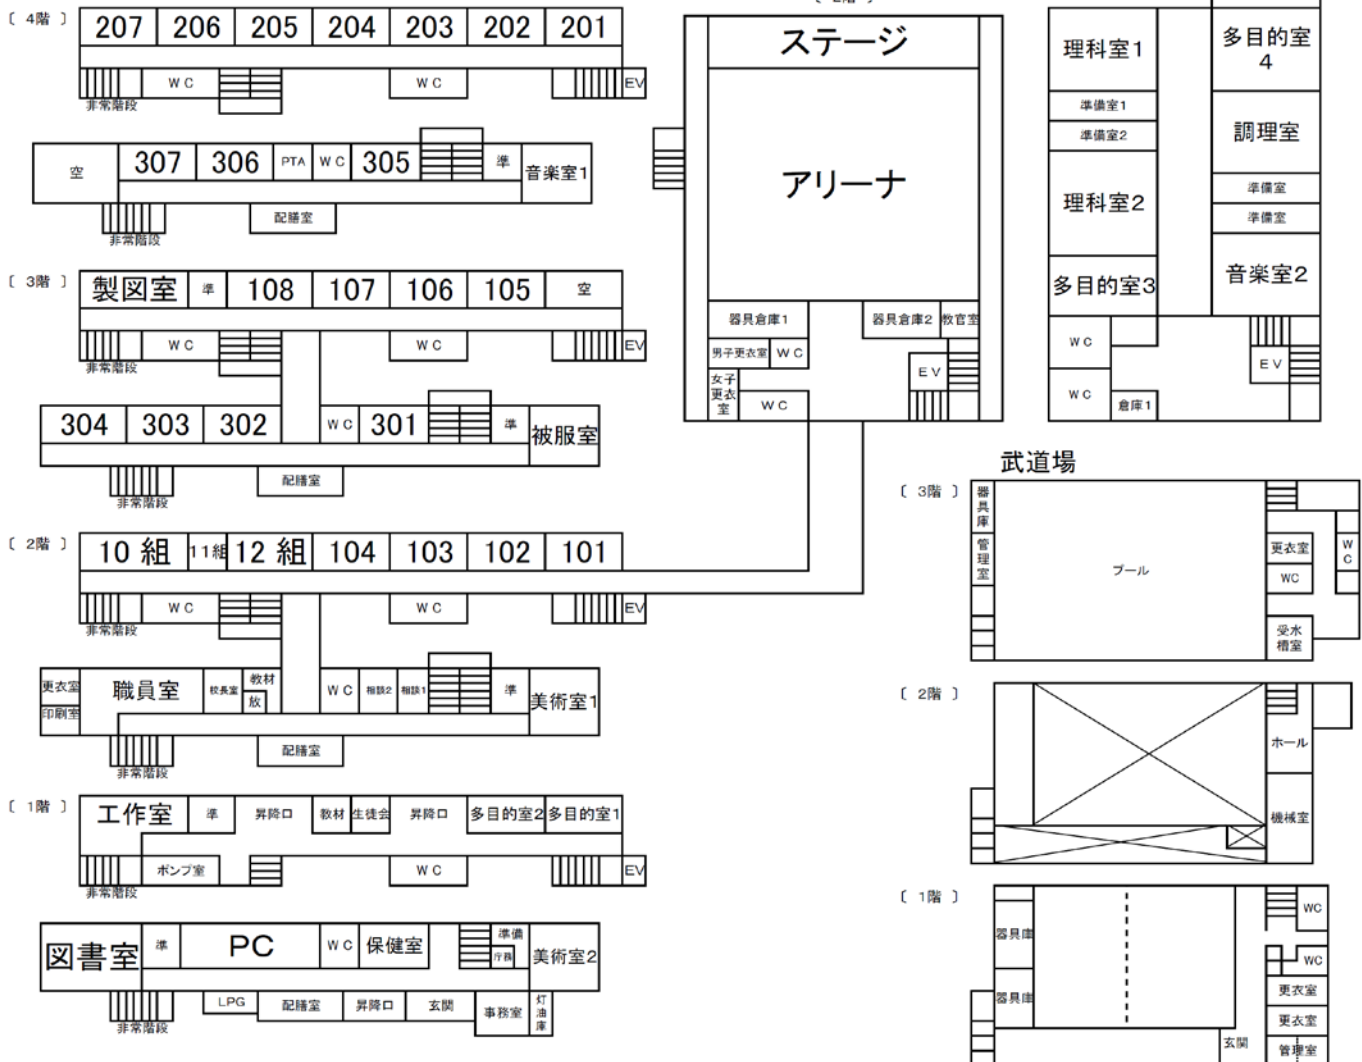 〔 4階 〕
207 206 205 204 203 202 201
WC WC EV
非常階段
空 307 306 PTA WC 305 準 音楽室1
配膳室
非常階段
〔 3階 〕
製図室 準 108 107 106 105 空
WC WC EV
非常階段
304 303 302 WC 301 準 被服室
配膳室
非常階段
〔 2階 〕
10組 11組 12組 104 103 102 101
WC WC EV
非常階段
更衣室 職員室 校長室 教材 WC 相談2 相談1 準 美術室1
印刷室 放
配膳室
非常階段
〔 1階 〕
工作室 準 昇降口 教材 生徒会 昇降口 多目的室2 多目的室1
ポンプ室 WC EV
非常階段
図書室 準 PC WC 保健室 準備 美術室2
庁務
LPG 配膳室 昇降口 玄関 事務室 灯油庫
非常階段
ステージ
アリーナ
器具倉庫1 器具倉庫2 教官室
男子更衣室 WC
EV
女子更衣室 WC
理科室1 多目的室4
準備室1
準備室2 調理室
理科室2 準備室
準備室
多目的室3 音楽室2
WC
EV
WC 倉庫1
武道場
〔 3階 〕
器具庫
管理室
プール
更衣室
WC
WC
受水槽室
〔 2階 〕
ホール
機械室
〔 1階 〕
WC
器具庫
WC
器具庫 更衣室
更衣室
玄関 管理室